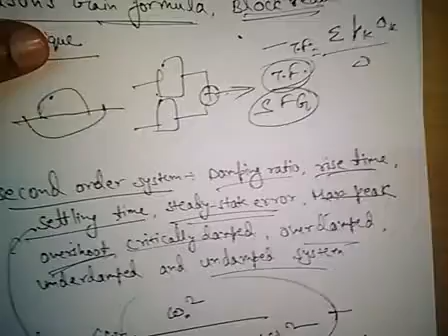 Gain formula, Block
T.F. = Σ Pk Δk
Δ
T.F.
SFG
second order system → Damping ratio, rise time,
settling time, steady-state error, Max peak
overshoot, critically damped, overdamped,
underdamped and undamped system
ω.²